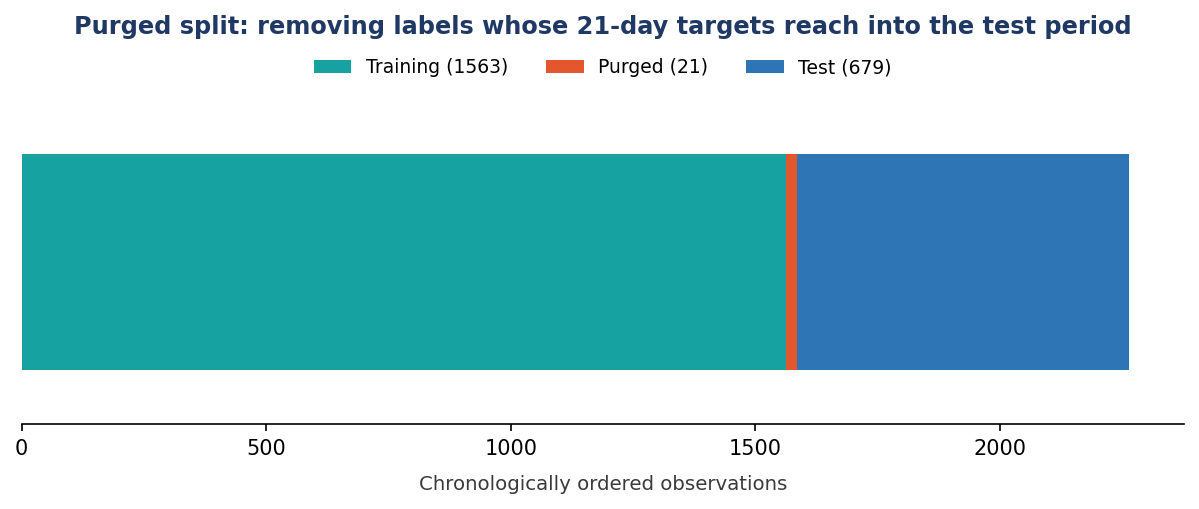 Purged split: removing labels whose 21-day targets reach into the test period
Training (1563) Purged (21) Test (679)
0 500 1000 1500 2000
Chronologically ordered observations